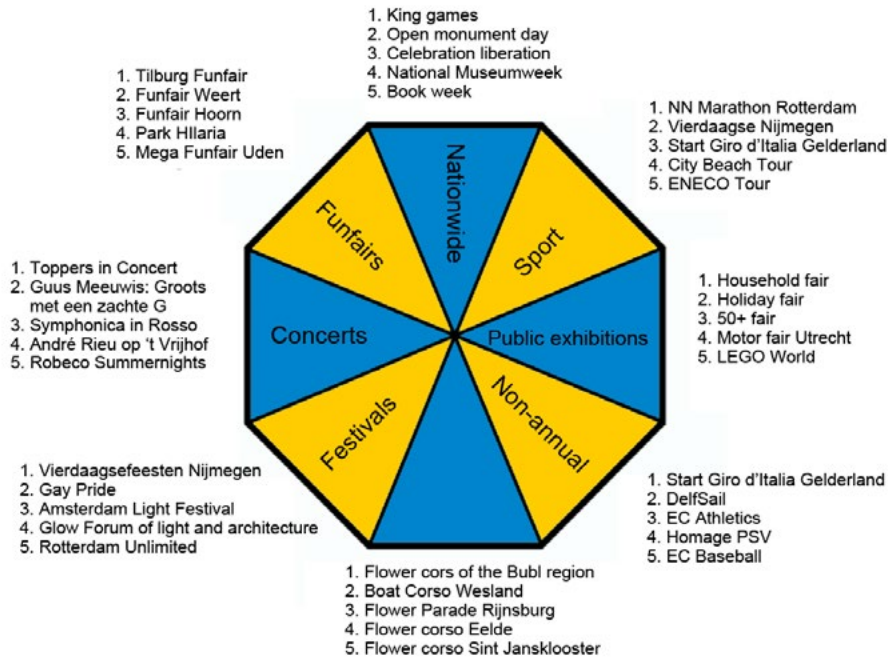 1. King games
2. Open monument day
3. Celebration liberation
4. National Museumweek
5. Book week
1. Tilburg Funfair
2. Funfair Weert
3. Funfair Hoorn
4. Park HIlaria
5. Mega Funfair Uden
1. NN Marathon Rotterdam
2. Vierdaagse Nijmegen
3. Start Giro d'Italia Gelderland
4. City Beach Tour
5. ENECO Tour
Nationwide
Funfairs
Sport
1. Toppers in Concert
2. Guus Meeuwis: Groots
met een zachte G
3. Symphonica in Rosso
4. André Rieu op ‘t Vrijhof
5. Robeco Summernights
Concerts
Public exhibitions
1. Household fair
2. Holiday fair
3. 50+ fair
4. Motor fair Utrecht
5. LEGO World
Festivals
Non-annual
1. Vierdaagsefeesten Nijmegen
2. Gay Pride
3. Amsterdam Light Festival
4. Glow Forum of light and architecture
5. Rotterdam Unlimited
1. Start Giro d'Italia Gelderland
2. DelfSail
3. EC Athletics
4. Homage PSV
5. EC Baseball
1. Flower cors of the Bubl region
2. Boat Corso Wesland
3. Flower Parade Rijnsburg
4. Flower corso Eelde
5. Flower corso Sint Jansklooster